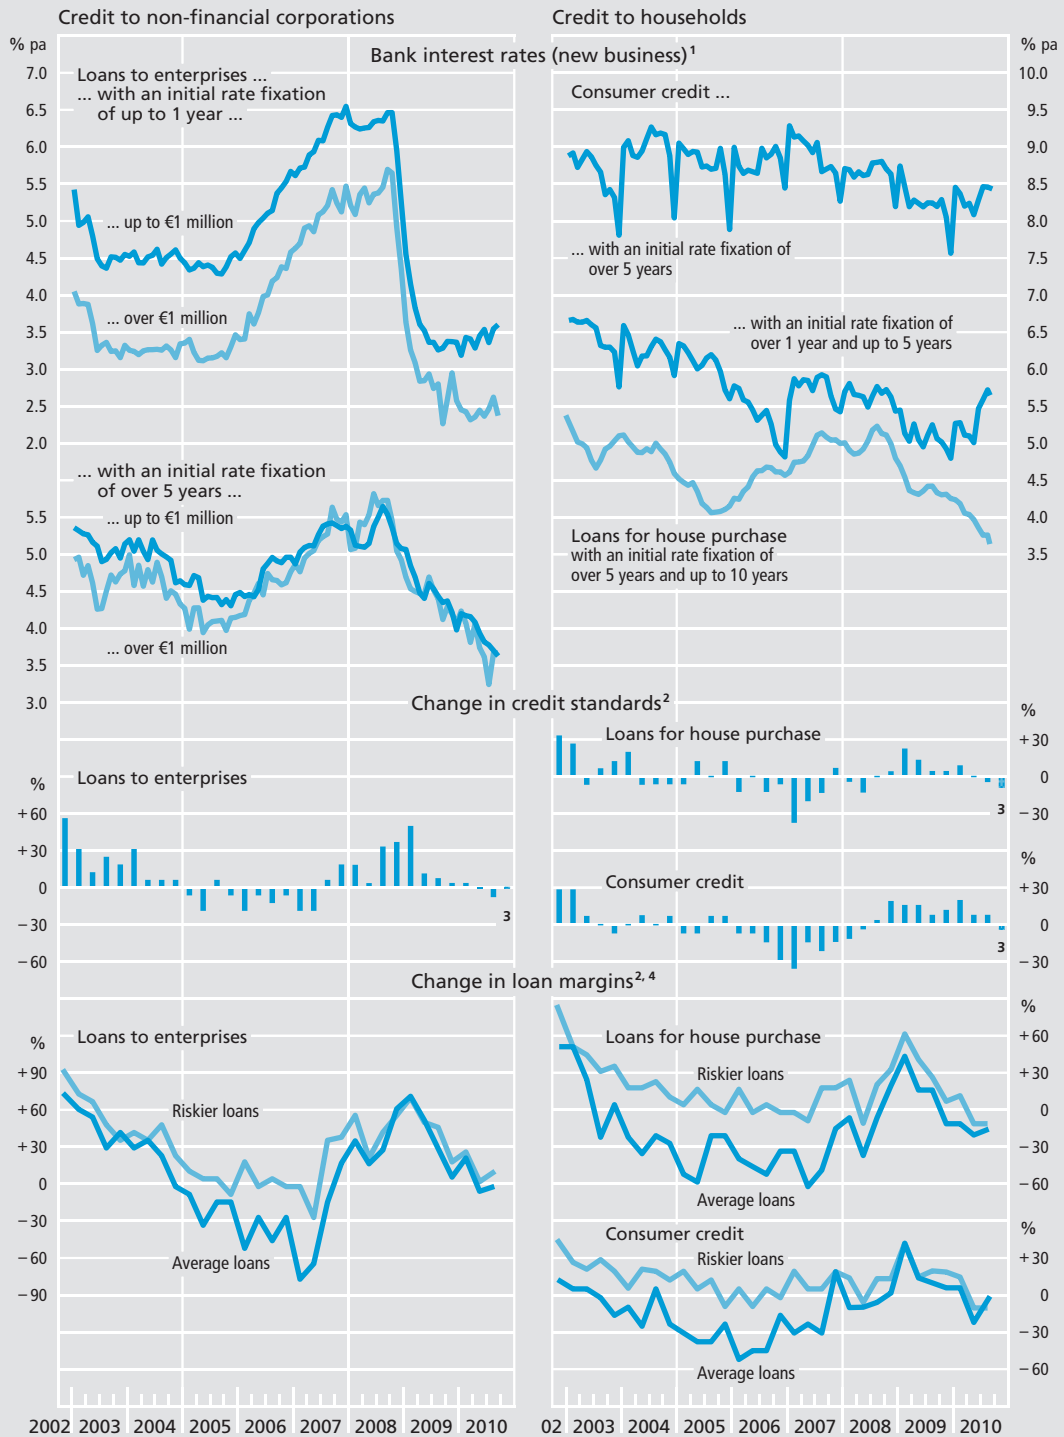 Credit to non-financial corporations
Credit to households
% pa
Bank interest rates (new business)¹
% pa
7.0
6.5
6.0
5.5
5.0
4.5
4.0
3.5
3.0
2.5
2.0
Loans to enterprises ...
... with an initial rate fixation
of up to 1 year ...
... up to €1 million
... over €1 million
... with an initial rate fixation
of over 5 years ...
... up to €1 million
... over €1 million
5.5
5.0
4.5
4.0
3.5
3.0
10.0
9.5
9.0
8.5
8.0
7.5
7.0
6.5
6.0
5.5
5.0
4.5
4.0
3.5
Consumer credit ...
... with an initial rate fixation of
over 5 years
... with an initial rate fixation of
over 1 year and up to 5 years
Loans for house purchase
with an initial rate fixation of
over 5 years and up to 10 years
Change in credit standards²
Loans to enterprises
%
+60
+30
0
−30
−60
3
Loans for house purchase
%
+30
0
−30
3
Consumer credit
%
+30
0
−30
3
Change in loan margins²,⁴
Loans to enterprises
%
+90
+60
+30
0
−30
−60
−90
Riskier loans
Average loans
Loans for house purchase
%
+60
+30
0
−30
−60
Riskier loans
Average loans
Consumer credit
%
+30
0
−30
−60
Riskier loans
Average loans
2002 2003 2004 2005 2006 2007 2008 2009 2010
02 2003 2004 2005 2006 2007 2008 2009 2010